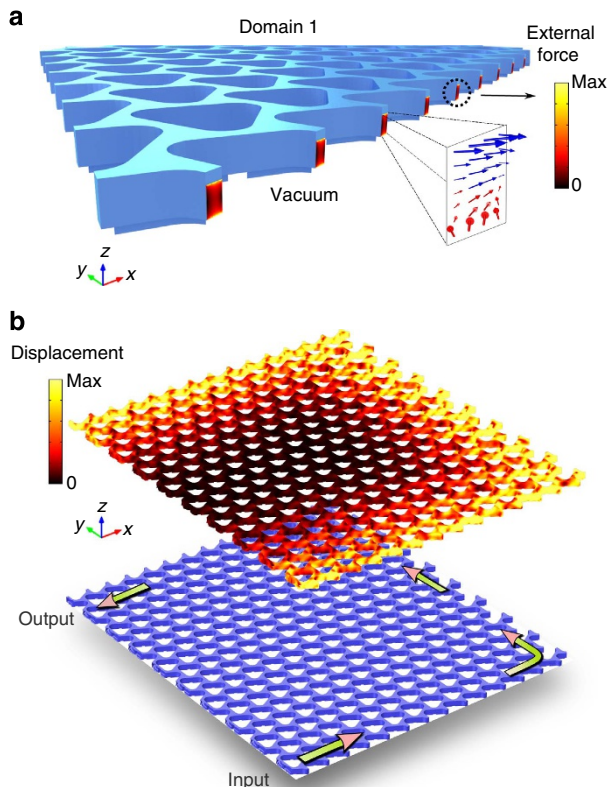 a
Domain 1
External
force
Max
0
Vacuum
z
y
x
b
Displacement
Max
0
z
y
x
Output
Input